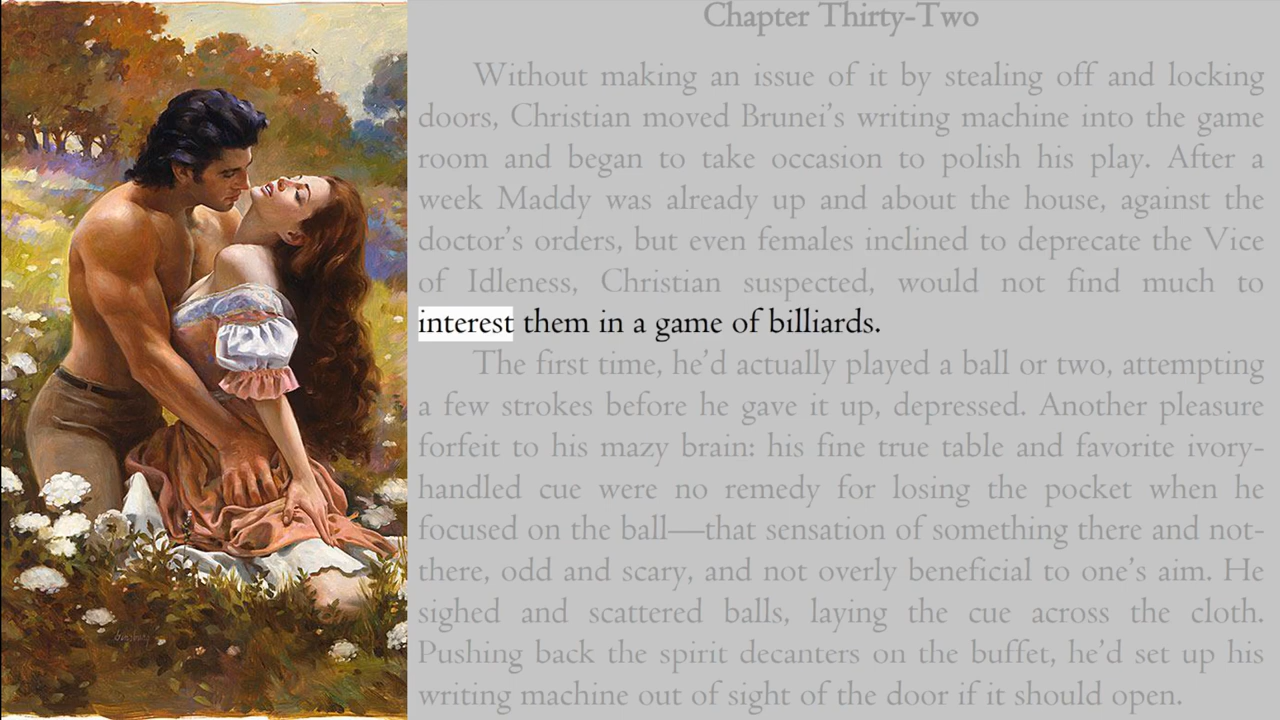 Chapter Thirty-Two
Without making an issue of it by stealing off and locking
doors, Christian moved Brunei’s writing machine into the game
room and began to take occasion to polish his play. After a
week Maddy was already up and about the house, against the
doctor’s orders, but even females inclined to deprecate the Vice
of Idleness, Christian suspected, would not find much to
interest them in a game of billiards.
The first time, he’d actually played a ball or two, attempting
a few strokes before he gave it up, depressed. Another pleasure
forfeit to his mazy brain: his fine true table and favorite ivory-
handled cue were no remedy for losing the pocket when he
focused on the ball—that sensation of something there and not-
there, odd and scary, and not overly beneficial to one’s aim. He
sighed and scattered balls, laying the cue across the cloth.
Pushing back the spirit decanters on the buffet, he’d set up his
writing machine out of sight of the door if it should open.